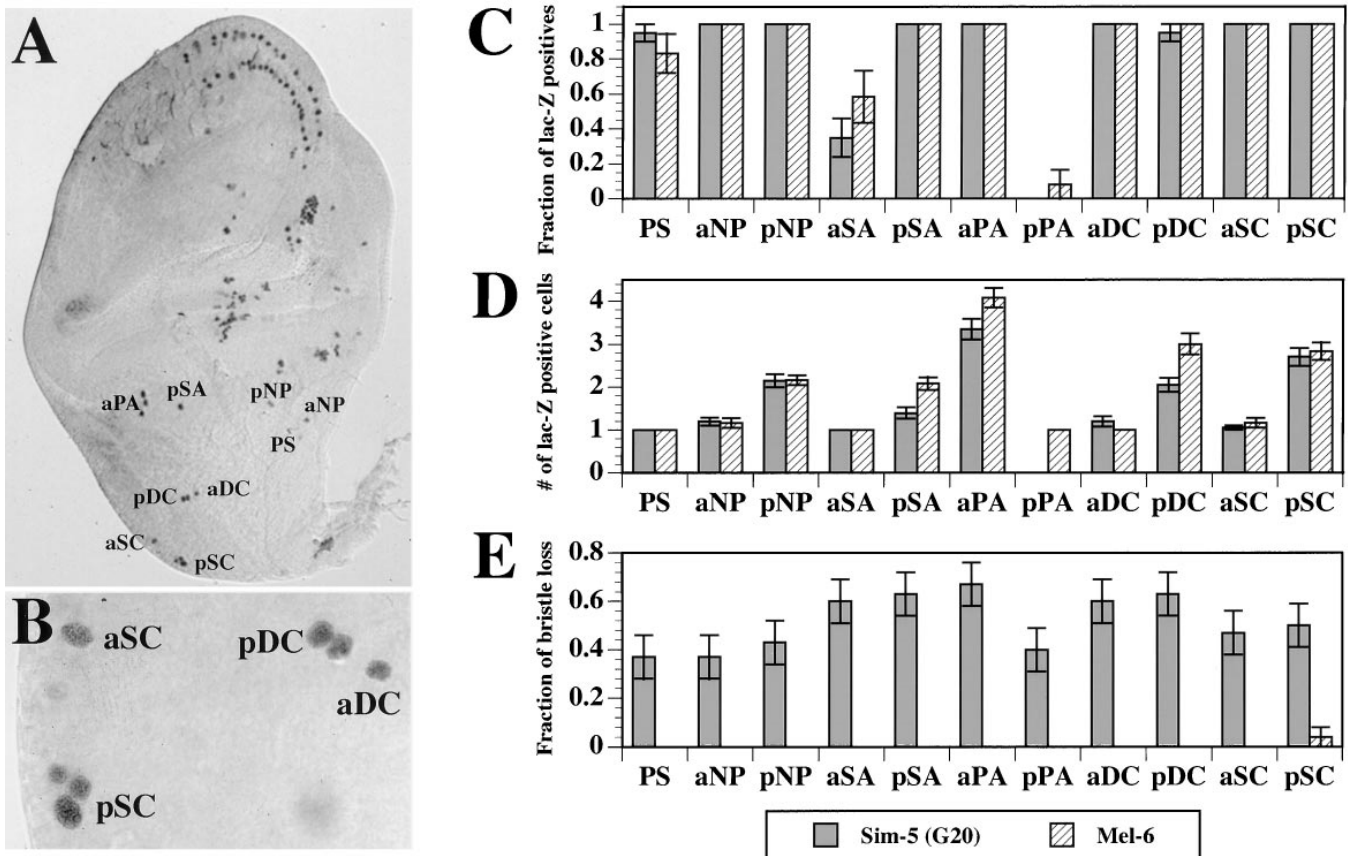 A
aPA
pSA
pNP
aNP
PS
pDC
aDC
aSC
pSC
B
aSC
pDC
aDC
pSC
C
Fraction of lac-Z positives
1
0.8
0.6
0.4
0.2
0
PS aNP pNP aSA pSA aPA pPA aDC pDC aSC pSC
D
# of lac-Z positive cells
4
3
2
1
0
PS aNP pNP aSA pSA aPA pPA aDC pDC aSC pSC
E
Fraction of bristle loss
0.8
0.6
0.4
0.2
0
PS aNP pNP aSA pSA aPA pPA aDC pDC aSC pSC
Sim-5 (G20) Mel-6